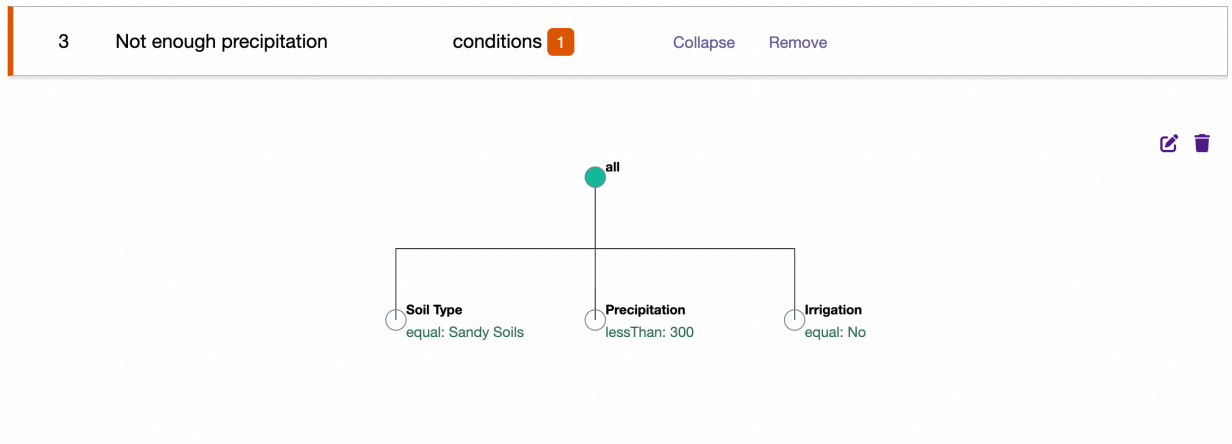 3 Not enough precipitation conditions 1 Collapse Remove
all
Soil Type Precipitation Irrigation
equal: Sandy Soils lessThan: 300 equal: No